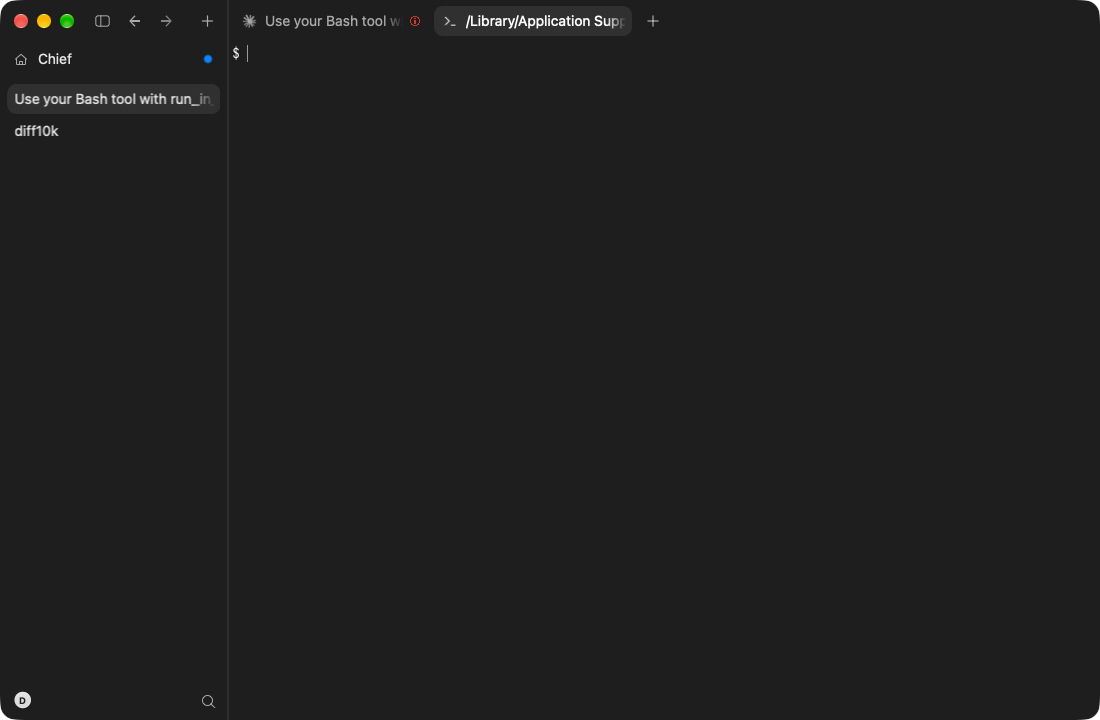 Use your Bash tool w
/Library/Application Supp
Chief
$
Use your Bash tool with run_in_
diff10k
D